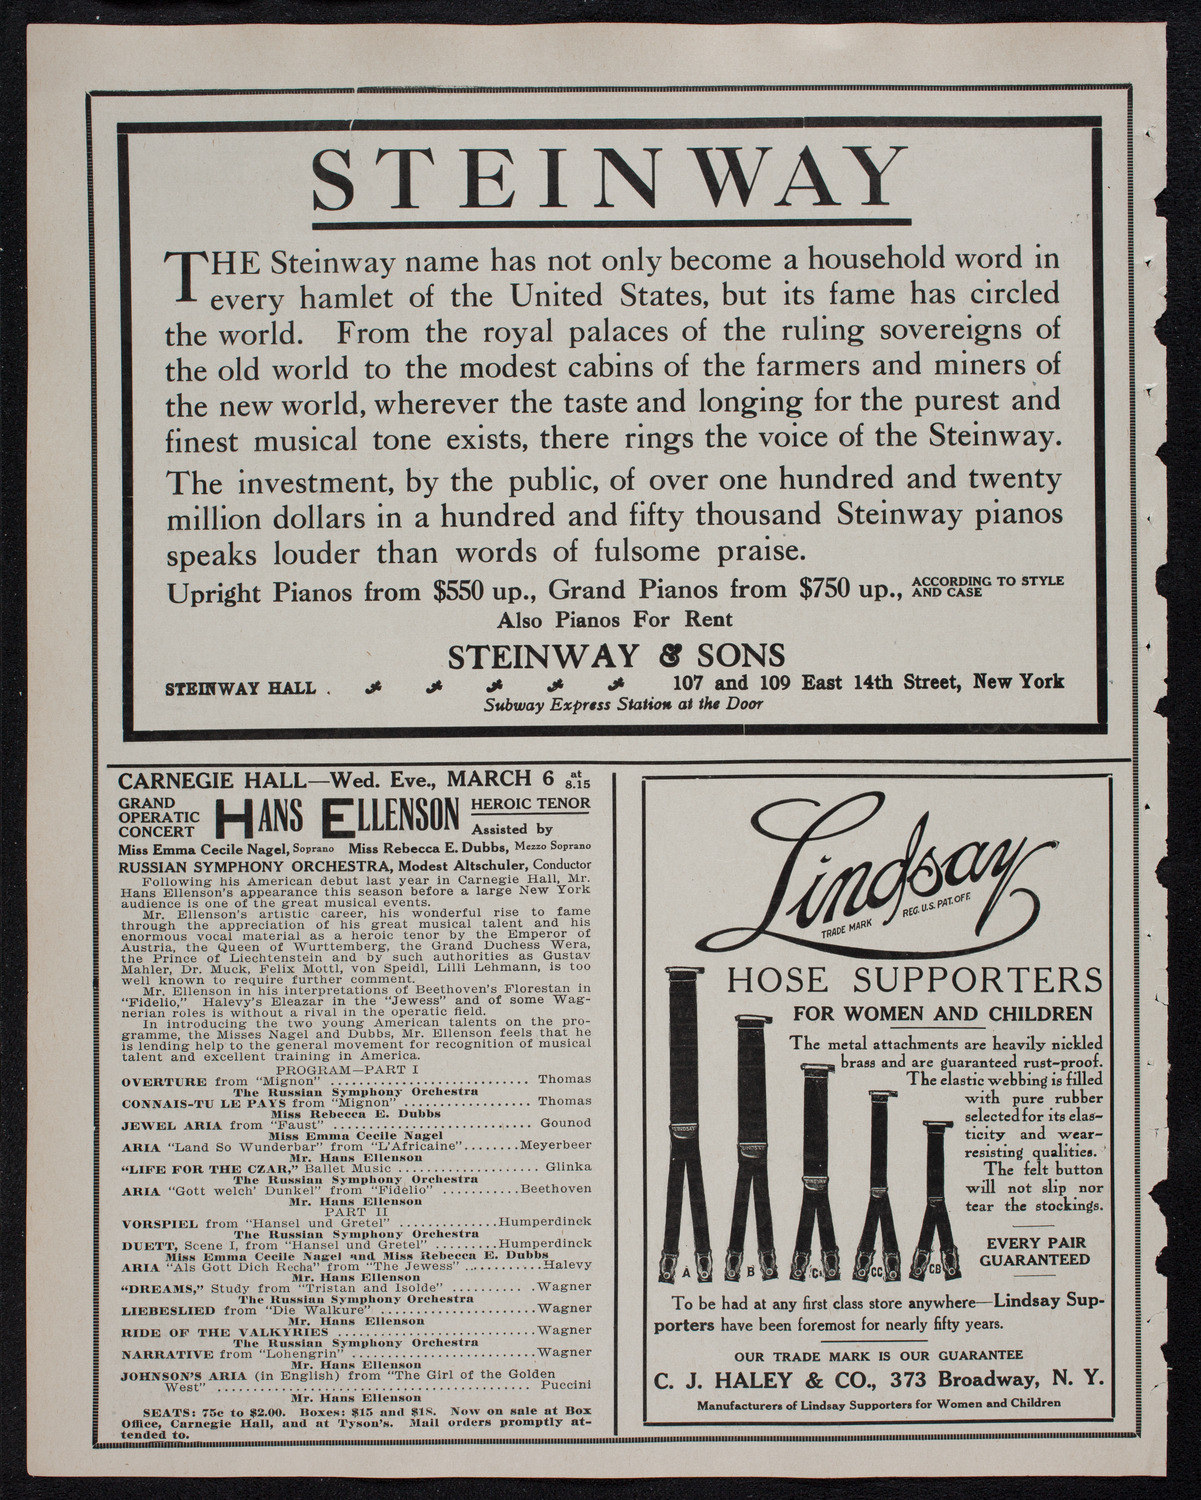 STEINWAY
THE Steinway name has not only become a household word in
every hamlet of the United States, but its fame has circled
the world. From the royal palaces of the ruling sovereigns of
the old world to the modest cabins of the farmers and miners of
the new world, wherever the taste and longing for the purest and
finest musical tone exists, there rings the voice of the Steinway.
The investment, by the public, of over one hundred and twenty
million dollars in a hundred and fifty thousand Steinway pianos
speaks louder than words of fulsome praise.
Upright Pianos from $550 up., Grand Pianos from $750 up., ACCORDING TO STYLE AND CASE
Also Pianos For Rent
STEINWAY & SONS
STEINWAY HALL . 107 and 109 East 14th Street, New York
Subway Express Station at the Door
CARNEGIE HALL—Wed. Eve., MARCH 6 at 8.15
GRAND
OPERATIC
CONCERT
HANS ELLENSON
HEROIC TENOR
Assisted by
Miss Emma Cecile Nagel, Soprano Miss Rebecca E. Dubbs, Mezzo Soprano
RUSSIAN SYMPHONY ORCHESTRA, Modest Altschuler, Conductor
Following his American debut last year in Carnegie Hall, Mr.
Hans Ellenson's appearance this season before a large New York
audience is one of the great musical events.
Mr. Ellenson's artistic career, his wonderful rise to fame
through the appreciation of his great musical talent and his
enormous vocal material as a heroic tenor by the Emperor of
Austria, the Queen of Wurttemberg, the Grand Duchess Wera,
the Prince of Liechtenstein and by such authorities as Gustav
Mahler, Dr. Muck, Felix Mottl, von Speidl, Lilli Lehmann, is too
well known to require further comment.
Mr. Ellenson in his interpretations of Beethoven's Florestan in
"Fidelio," Halevy's Eleazar in the "Jewess" and of some Wag-
nerian roles is without a rival in the operatic field.
In introducing the two young American talents on the pro-
gramme, the Misses Nagel and Dubbs, Mr. Ellenson feels that he
is lending help to the general movement for recognition of musical
talent and excellent training in America.
PROGRAM—PART I
OVERTURE from "Mignon" ............................ Thomas
The Russian Symphony Orchestra
CONNAIS-TU LE PAYS from "Mignon" .................. Thomas
Miss Rebecca E. Dubbs
JEWEL ARIA from "Faust" ............................ Gounod
Miss Emma Cecile Nagel
ARIA "Land So Wunderbar" from "L'Africaine"........Meyerbeer
Mr. Hans Ellenson
"LIFE FOR THE CZAR," Ballet Music .................... Glinka
The Russian Symphony Orchestra
ARIA "Gott welch' Dunkel" from "Fidelio" ...........Beethoven
Mr. Hans Ellenson
PART II
VORSPIEL from "Hansel und Gretel" ..............Humperdinck
The Russian Symphony Orchestra
DUETT, Scene I, from "Hansel und Gretel" .........Humperdinck
Miss Emma Cecile Nagel and Miss Rebecca E. Dubbs
ARIA "Als Gott Dich Recha" from "The Jewess" ...........Halevy
Mr. Hans Ellenson
"DREAMS," Study from "Tristan and Isolde" ............Wagner
The Russian Symphony Orchestra
LIEBESLIED from "Die Walkure" ......................Wagner
Mr. Hans Ellenson
RIDE OF THE VALKYRIES ............................Wagner
The Russian Symphony Orchestra
NARRATIVE from "Lohengrin" ..........................Wagner
Mr. Hans Ellenson
JOHNSON'S ARIA (in English) from "The Girl of the Golden
West" ............................................. Puccini
Mr. Hans Ellenson
SEATS: 75c to $2.00. Boxes: $15 and $18. Now on sale at Box
Office, Carnegie Hall, and at Tyson's. Mail orders promptly at-
tended to.
Lindsay
TRADE MARK REG. U.S. PAT. OFF.
HOSE SUPPORTERS
FOR WOMEN AND CHILDREN
The metal attachments are heavily nickled
brass and are guaranteed rust-proof.
The elastic webbing is filled
with pure rubber
selected for its elas-
ticity and wear-
resisting qualities.
The felt button
will not slip nor
tear the stockings.
EVERY PAIR
GUARANTEED
A B C CC CB
To be had at any first class store anywhere—Lindsay Sup-
porters have been foremost for nearly fifty years.
OUR TRADE MARK IS OUR GUARANTEE
C. J. HALEY & CO., 373 Broadway, N. Y.
Manufacturers of Lindsay Supporters for Women and Children